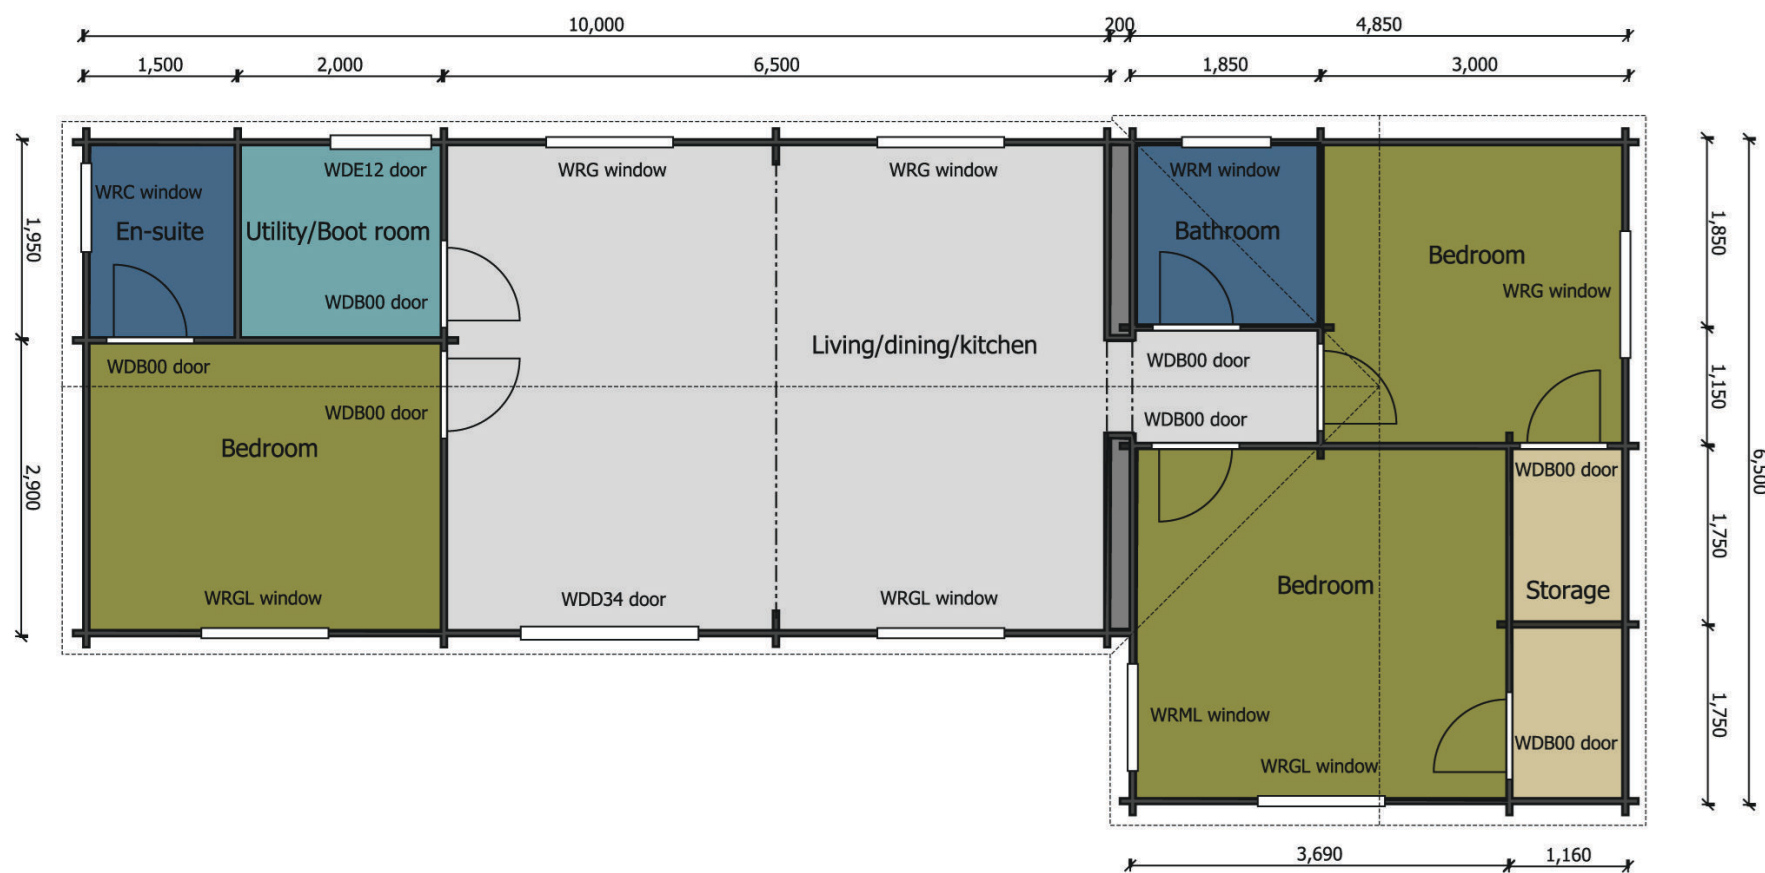 10,000
200
4,850
1,500
2,000
6,500
1,850
3,000
WDE12 door
WRG window
WRG window
WRM window
WRC window
En-suite
Utility/Boot room
Bathroom
Bedroom
1,950
1,850
WRG window
WDB00 door
Living/dining/kitchen
WDB00 door
WDB00 door
1,150
WDB00 door
WDB00 door
Bedroom
6,500
WDB00 door
2,900
1,750
Bedroom
Storage
WRGL window
WDD34 door
WRGL window
WRML window
1,750
WDB00 door
WRGL window
3,690
1,160